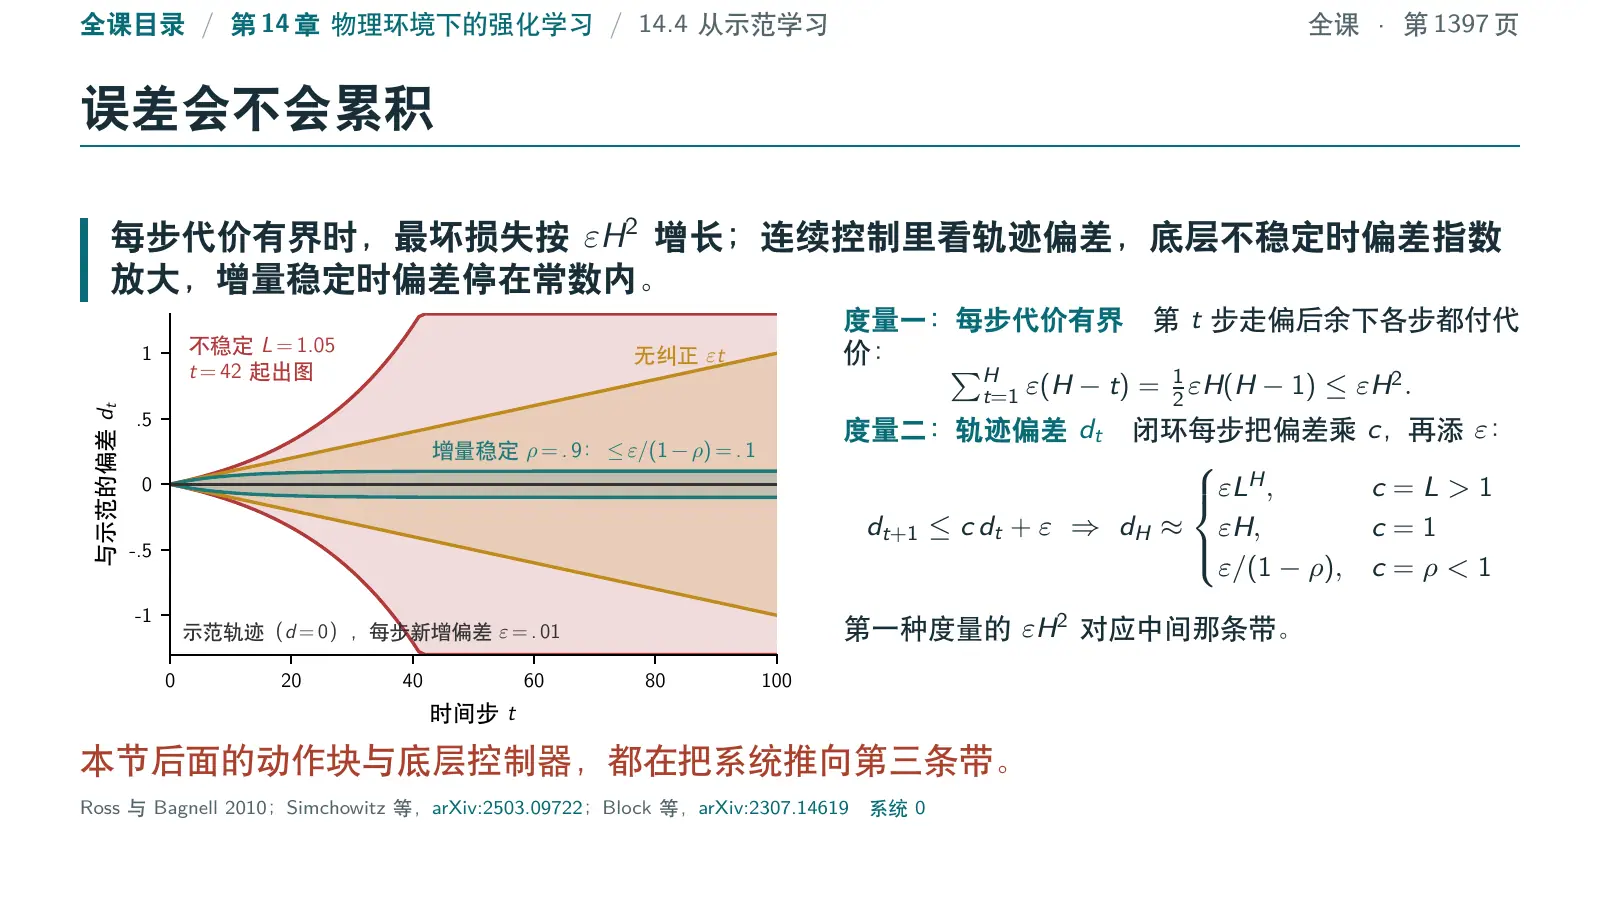 全课目录 / 第 14 章 物理环境下的强化学习 / 14.4 从示范学习
全课 · 第 1397 页
误差会不会累积
每步代价有界时，最坏损失按 εH² 增长；连续控制里看轨迹偏差，底层不稳定时偏差指数
放大，增量稳定时偏差停在常数内。
不稳定 L = 1.05
t = 42 起出图
无纠正 εt
增量稳定 ρ = .9： ≤ ε/(1 − ρ) = .1
示范轨迹（d = 0），每步新增偏差 ε = .01
与示范的偏差 dₜ
1
.5
0
-.5
-1
0 20 40 60 80 100
时间步 t
度量一：每步代价有界 第 t 步走偏后余下各步都付代
价：
∑ₜ₌₁ᴴ ε(H − t) = ½εH(H − 1) ≤ εH².
度量二：轨迹偏差 dₜ 闭环每步把偏差乘 c，再添 ε：
εLᴴ, c = L > 1
dₜ₊₁ ≤ c dₜ + ε ⇒ d_H ≈ { εH, c = 1
ε/(1 − ρ), c = ρ < 1
第一种度量的 εH² 对应中间那条带。
本节后面的动作块与底层控制器，都在把系统推向第三条带。
Ross 与 Bagnell 2010；Simchowitz 等，arXiv:2503.09722；Block 等，arXiv:2307.14619 系统 0